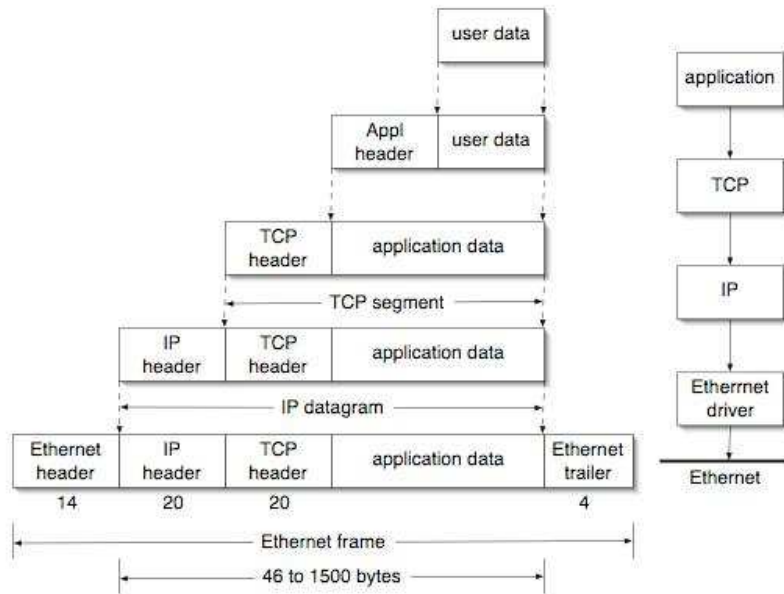 user data
application
Appl header
user data
TCP
TCP header
application data
TCP segment
IP
IP header
TCP header
application data
IP datagram
Etherrnet driver
Ethernet header
IP header
TCP header
application data
Ethernet trailer
Ethernet
14
20
20
4
Ethernet frame
46 to 1500 bytes